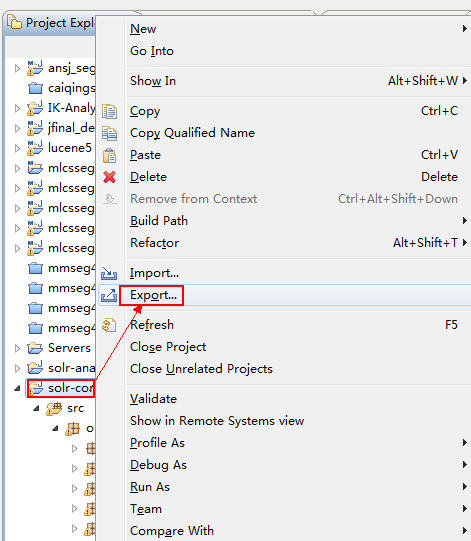 Project Explo
ansj_seg
caiqings
IK-Analy
jfinal_de
lucene5
mlcsseg
mlcsseg
mlcsseg
mlcsseg
mmseg4
mmseg4
mmseg4
mmseg4
Servers
solr-ana
solr-cor
src
o
New
Go Into
Show In Alt+Shift+W
Copy Ctrl+C
Copy Qualified Name
Paste Ctrl+V
Delete Delete
Remove from Context Ctrl+Alt+Shift+Down
Build Path
Refactor Alt+Shift+T
Import...
Export...
Refresh F5
Close Project
Close Unrelated Projects
Validate
Show in Remote Systems view
Profile As
Debug As
Run As
Team
Compare With